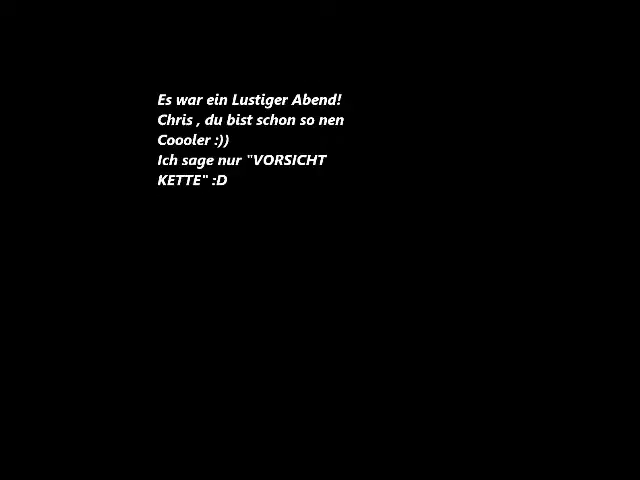 Es war ein Lustiger Abend!
Chris , du bist schon so nen
Coooler :))
Ich sage nur "VORSICHT
KETTE" :D